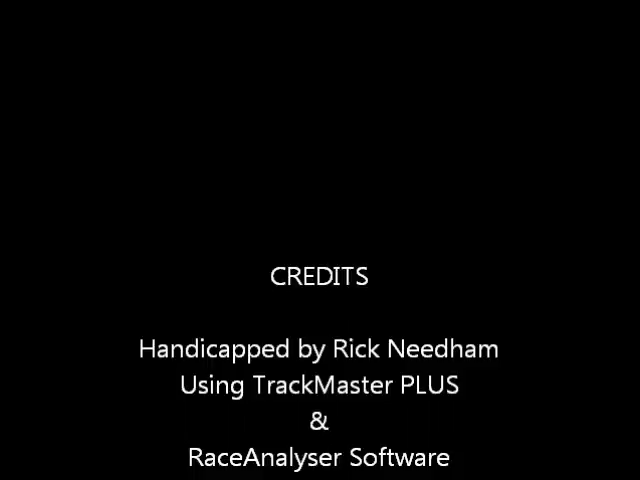 CREDITS
Handicapped by Rick Needham
Using TrackMaster PLUS
&
RaceAnalyser Software